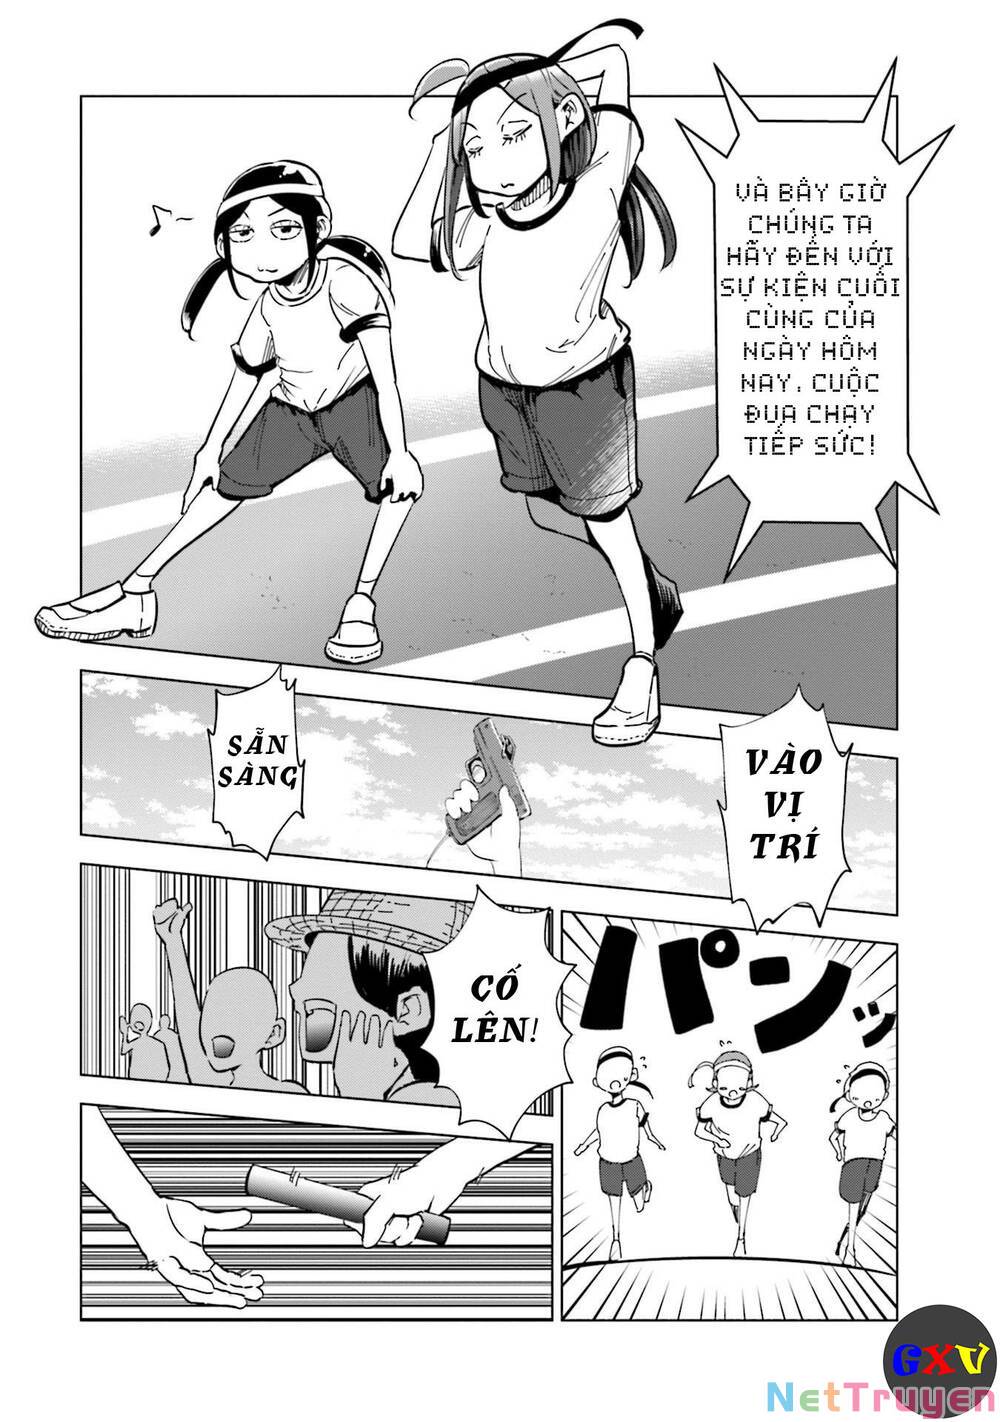 VÀ BÂY GIỜ
CHÚNG TA
HÃY ĐẾN VỚI
SỰ KIỆN CUỐI
CÙNG CỦA
NGÀY HÔM
NAY, CUỘC
ĐUA CHẠY
TIẾP SỨC!
VÀO
VỊ
TRÍ
SẴN
SÀNG
CỐ
LÊN!
パンッ
GXV
NetTruyen